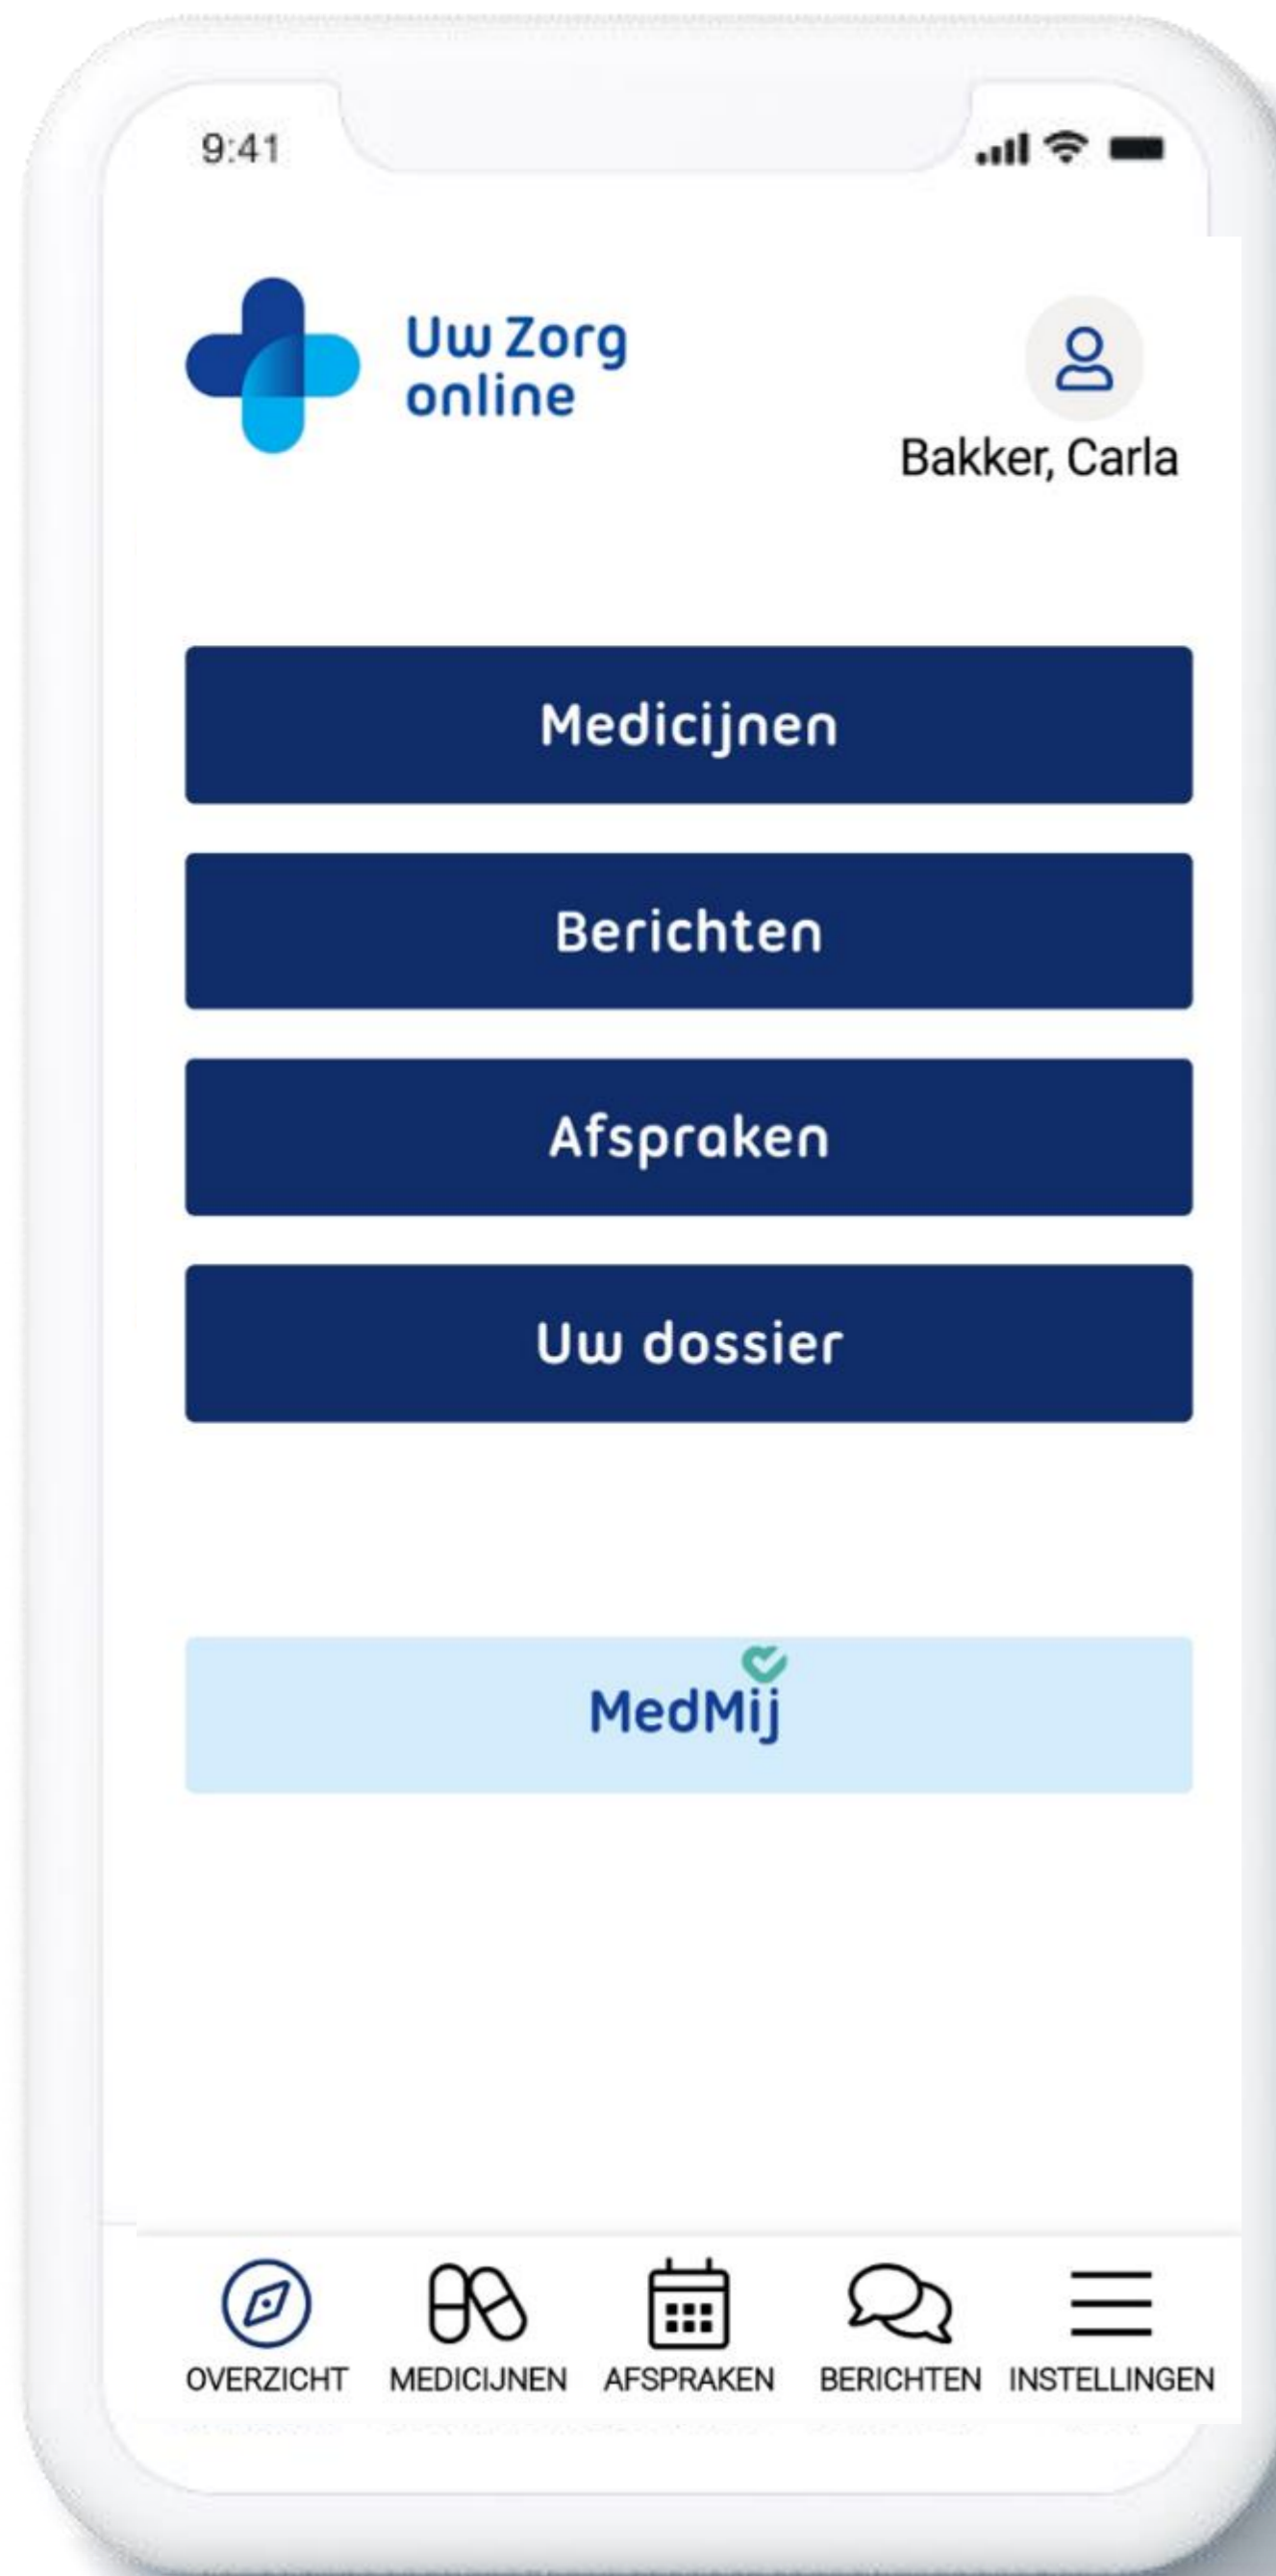 9:41
Uw Zorg
online
Bakker, Carla
Medicijnen
Berichten
Afspraken
Uw dossier
MedMij
OVERZICHT MEDICIJNEN AFSPRAKEN BERICHTEN INSTELLINGEN